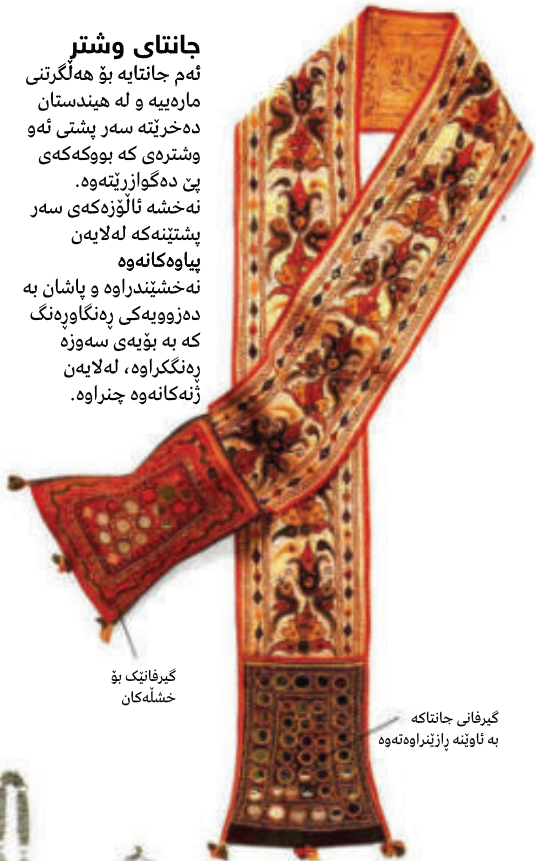 جانتای وشتر
ئەم جانتایە بۆ هەڵگرتنی
مارەییە و لە هیندستان
دەخرێتە سەر پشتی ئەو
وشترەی کە بووکەکەی
پێ دەگوازرێتەوە.
نەخشە ئاڵۆزەکەی سەر
پشتێنەکە لەلایەن
پیاوەکانەوە
نەخشێندراوە و پاشان بە
دەزوویەکی ڕەنگاوڕەنگ
کە بە بۆیەی سەوزە
ڕەنگکراوە، لەلایەن
ژنەکانەوە چنراوە.
گیرفانێک بۆ
خشڵەکان
گیرفانی جانتاکە
بە ئاوێنە ڕازێنراوەتەوە